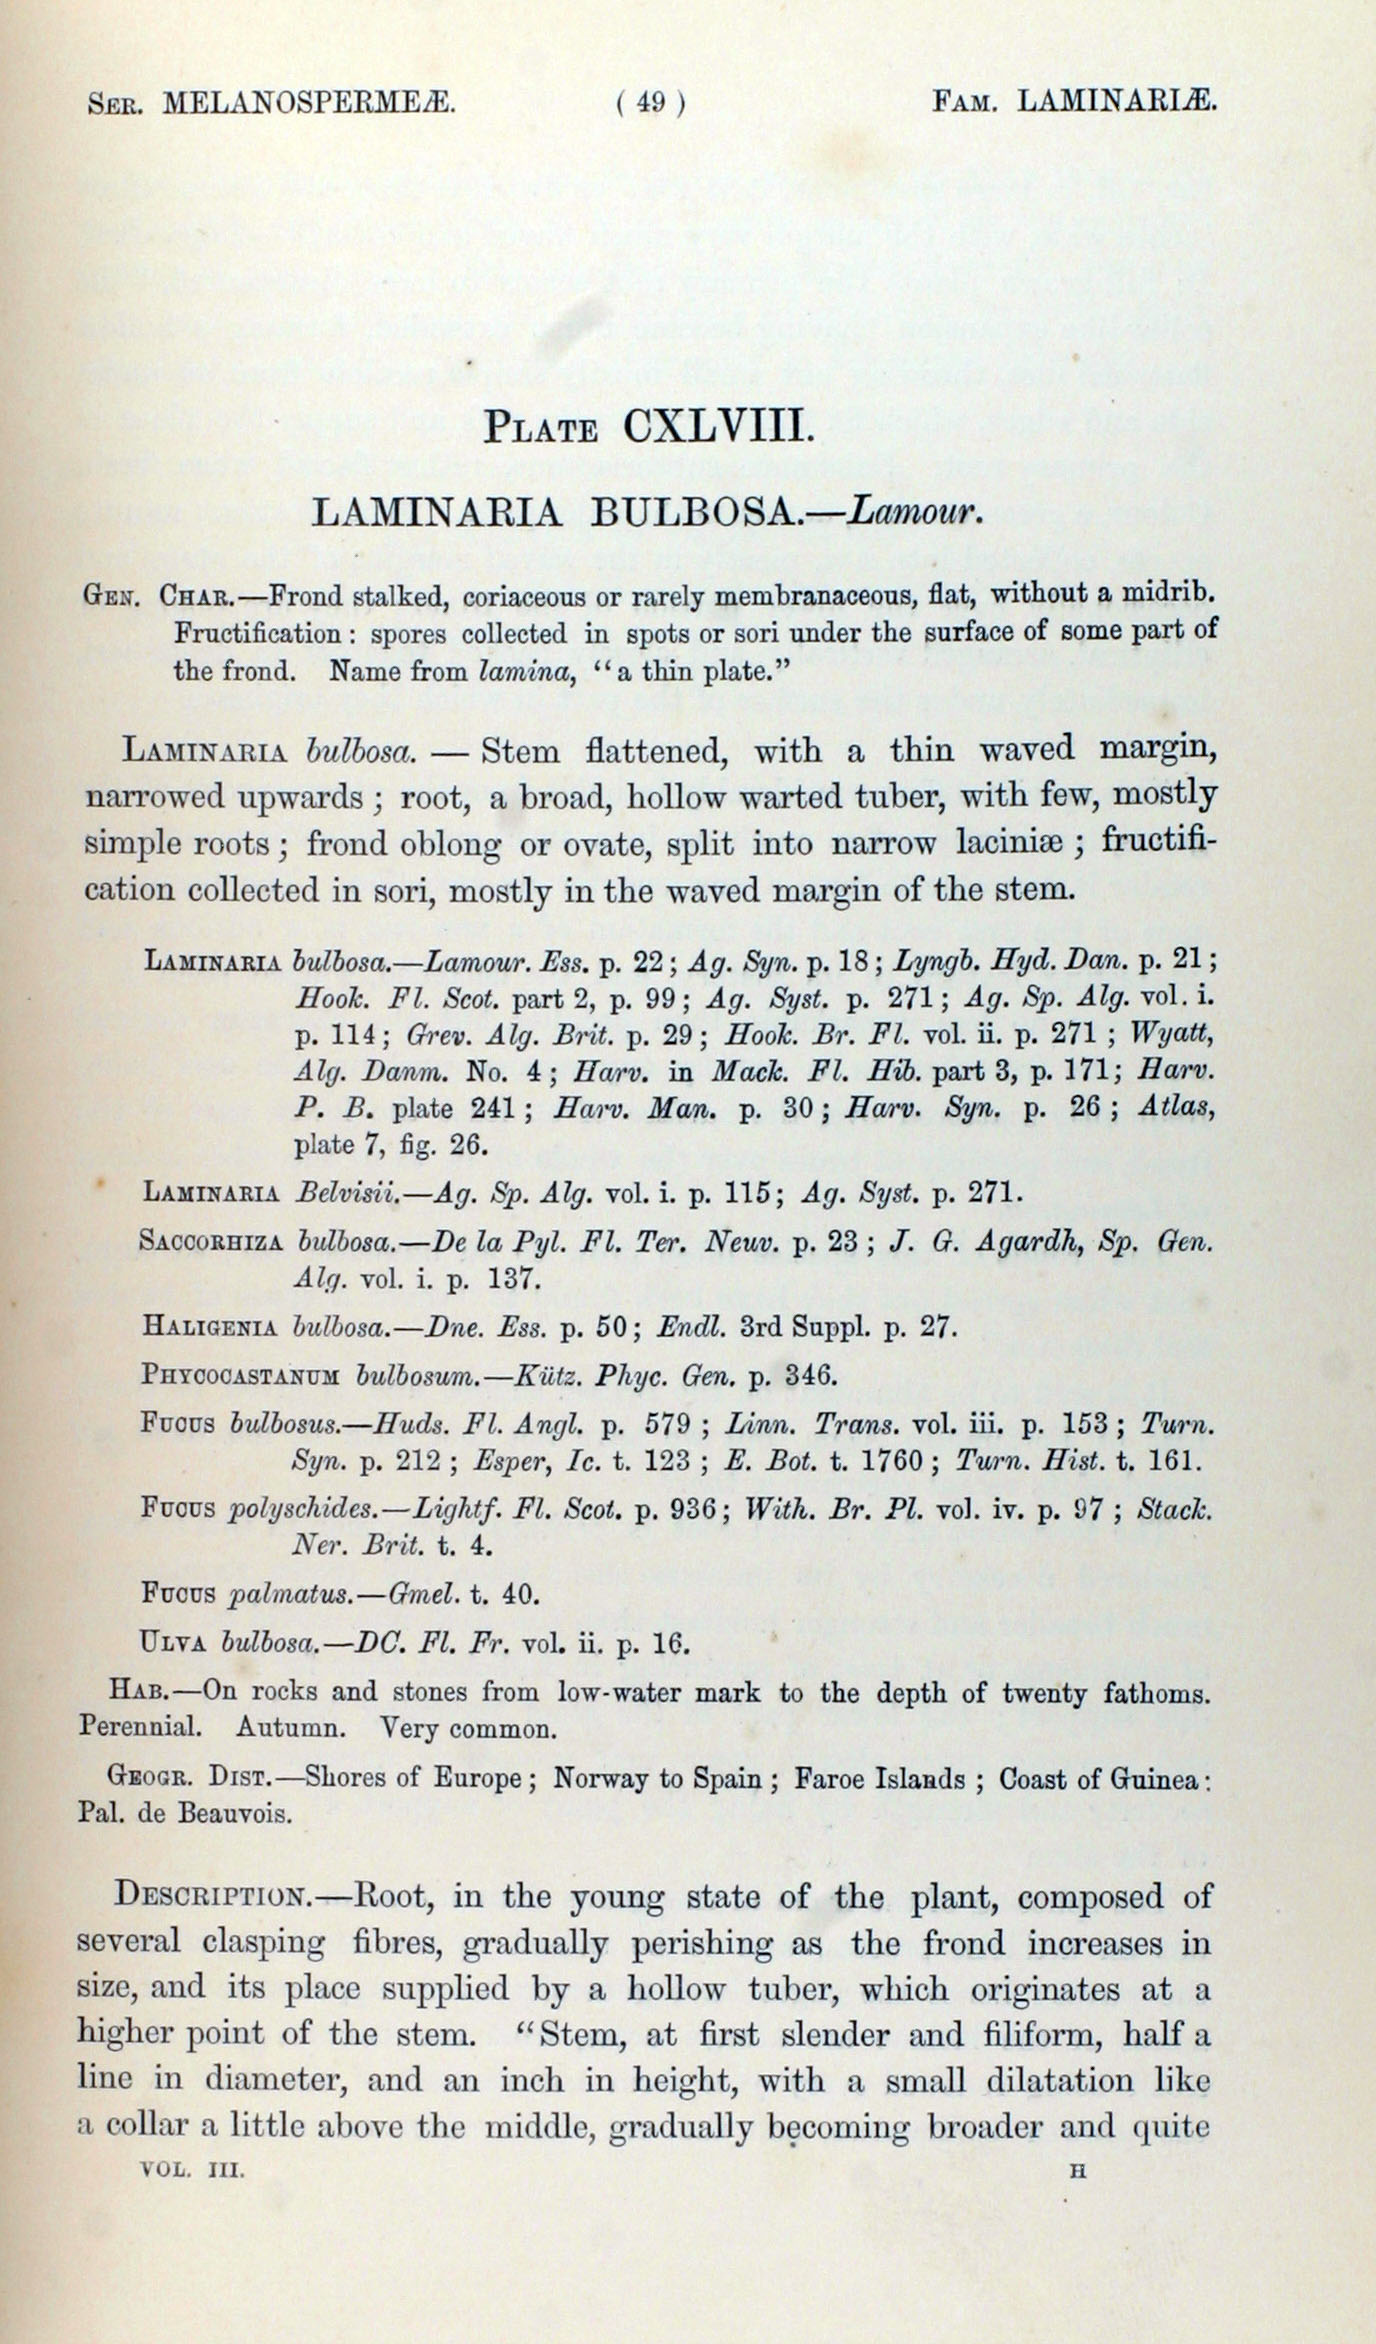 Ser. MELANOSPERMEÆ. ( 49 ) Fam. LAMINARIÆ.
Plate CXLVIII.
LAMINARIA BULBOSA.—Lamour.
Gen. Char.—Frond stalked, coriaceous or rarely membranaceous, flat, without a midrib.
Fructification : spores collected in spots or sori under the surface of some part of
the frond. Name from lamina, “a thin plate.”
Laminaria bulbosa. — Stem flattened, with a thin waved margin,
narrowed upwards ; root, a broad, hollow warted tuber, with few, mostly
simple roots ; frond oblong or ovate, split into narrow laciniæ ; fructifi-
cation collected in sori, mostly in the waved margin of the stem.
Laminaria bulbosa.—Lamour. Ess. p. 22 ; Ag. Syn. p. 18 ; Lyngb. Hyd. Dan. p. 21 ;
Hook. Fl. Scot. part 2, p. 99 ; Ag. Syst. p. 271 ; Ag. Sp. Alg. vol. i.
p. 114 ; Grev. Alg. Brit. p. 29 ; Hook. Br. Fl. vol. ii. p. 271 ; Wyatt,
Alg. Danm. No. 4 ; Harv. in Mack. Fl. Hib. part 3, p. 171; Harv.
P. B. plate 241 ; Harv. Man. p. 30 ; Harv. Syn. p. 26 ; Atlas,
plate 7, fig. 26.
Laminaria Belvisii.—Ag. Sp. Alg. vol. i. p. 115; Ag. Syst. p. 271.
Saccorhiza bulbosa.—De la Pyl. Fl. Ter. Neuv. p. 23 ; J. G. Agardh, Sp. Gen.
Alg. vol. i. p. 137.
Haligenia bulbosa.—Dne. Ess. p. 50 ; Endl. 3rd Suppl. p. 27.
Phycocastanum bulbosum.—Kütz. Phyc. Gen. p. 346.
Fucus bulbosus.—Huds. Fl. Angl. p. 579 ; Linn. Trans. vol. iii. p. 153 ; Turn.
Syn. p. 212 ; Esper, Ic. t. 123 ; E. Bot. t. 1760 ; Turn. Hist. t. 161.
Fucus polyschides.—Lightf. Fl. Scot. p. 936 ; With. Br. Pl. vol. iv. p. 97 ; Stack.
Ner. Brit. t. 4.
Fucus palmatus.—Gmel. t. 40.
Ulva bulbosa.—DC. Fl. Fr. vol. ii. p. 16.
Hab.—On rocks and stones from low-water mark to the depth of twenty fathoms.
Perennial. Autumn. Very common.
Geogr. Dist.—Shores of Europe ; Norway to Spain ; Faroe Islands ; Coast of Guinea :
Pal. de Beauvois.
Description.—Root, in the young state of the plant, composed of
several clasping fibres, gradually perishing as the frond increases in
size, and its place supplied by a hollow tuber, which originates at a
higher point of the stem. “Stem, at first slender and filiform, half a
line in diameter, and an inch in height, with a small dilatation like
a collar a little above the middle, gradually becoming broader and quite
VOL. III. H